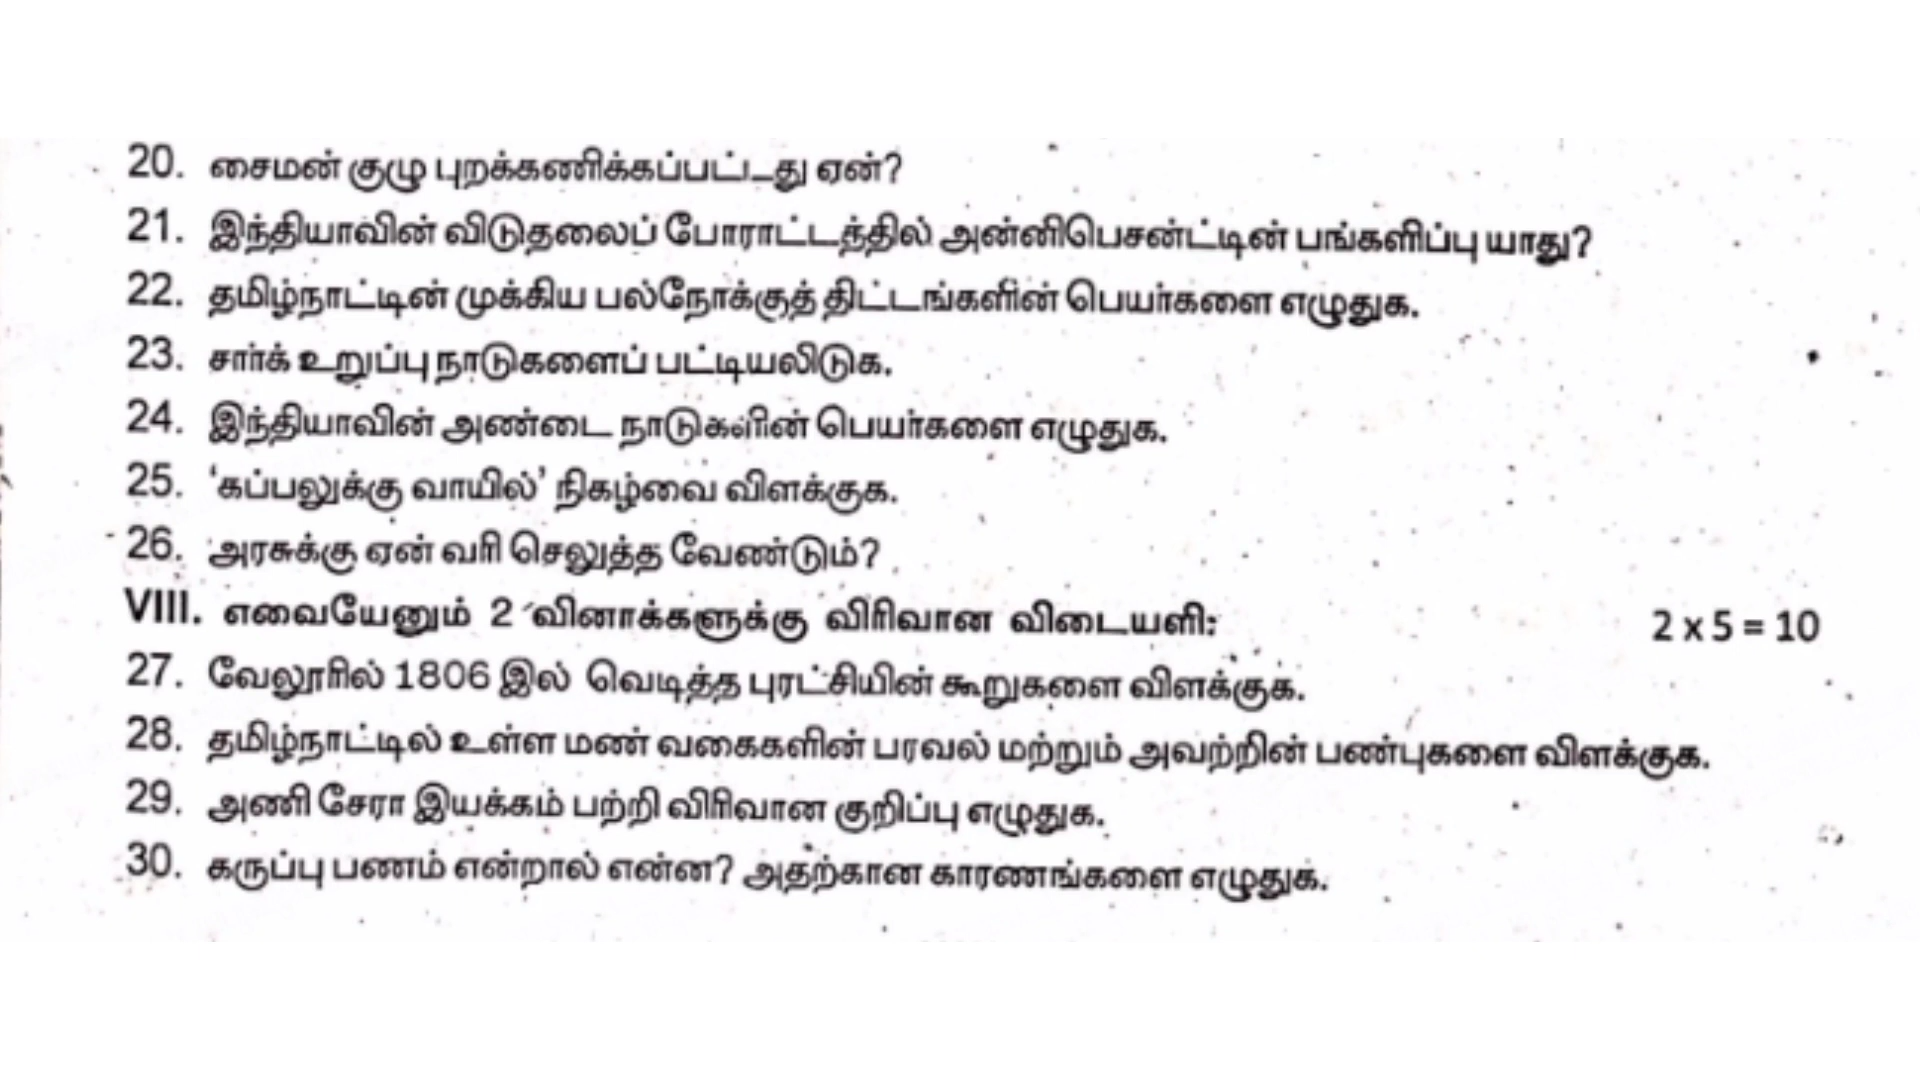 20. சைமன் குழு புறக்கணிக்கப்பட்டது ஏன்?
21. இந்தியாவின் விடுதலைப் போராட்டத்தில் அன்னிபெசன்ட்டின் பங்களிப்பு யாது?
22. தமிழ்நாட்டின் முக்கிய பல்நோக்குத் திட்டங்களின் பெயர்களை எழுதுக.
23. சார்க் உறுப்பு நாடுகளைப் பட்டியலிடுக.
24. இந்தியாவின் அண்டை நாடுகளின் பெயர்களை எழுதுக.
25. 'கப்பலுக்கு வாயில்' நிகழ்வை விளக்குக.
26. அரசுக்கு ஏன் வரி செலுத்த வேண்டும்?
VIII. எவையேனும் 2 வினாக்களுக்கு விரிவான விடையளி: 2 x 5 = 10
27. வேலூரில் 1806 இல் வெடித்த புரட்சியின் கூறுகளை விளக்குக.
28. தமிழ்நாட்டில் உள்ள மண் வகைகளின் பரவல் மற்றும் அவற்றின் பண்புகளை விளக்குக.
29. அணி சேரா இயக்கம் பற்றி விரிவான குறிப்பு எழுதுக.
30. கருப்பு பணம் என்றால் என்ன? அதற்கான காரணங்களை எழுதுக.